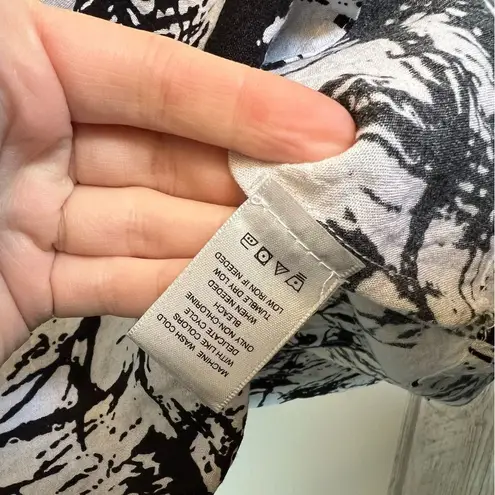 MACHINE WASH COLD
WITH LIKE COLORS
DELICATE CYCLE
ONLY NON-CHLORINE
BLEACH
WHEN NEEDED
TUMBLE DRY LOW
LOW IRON IF NEEDED